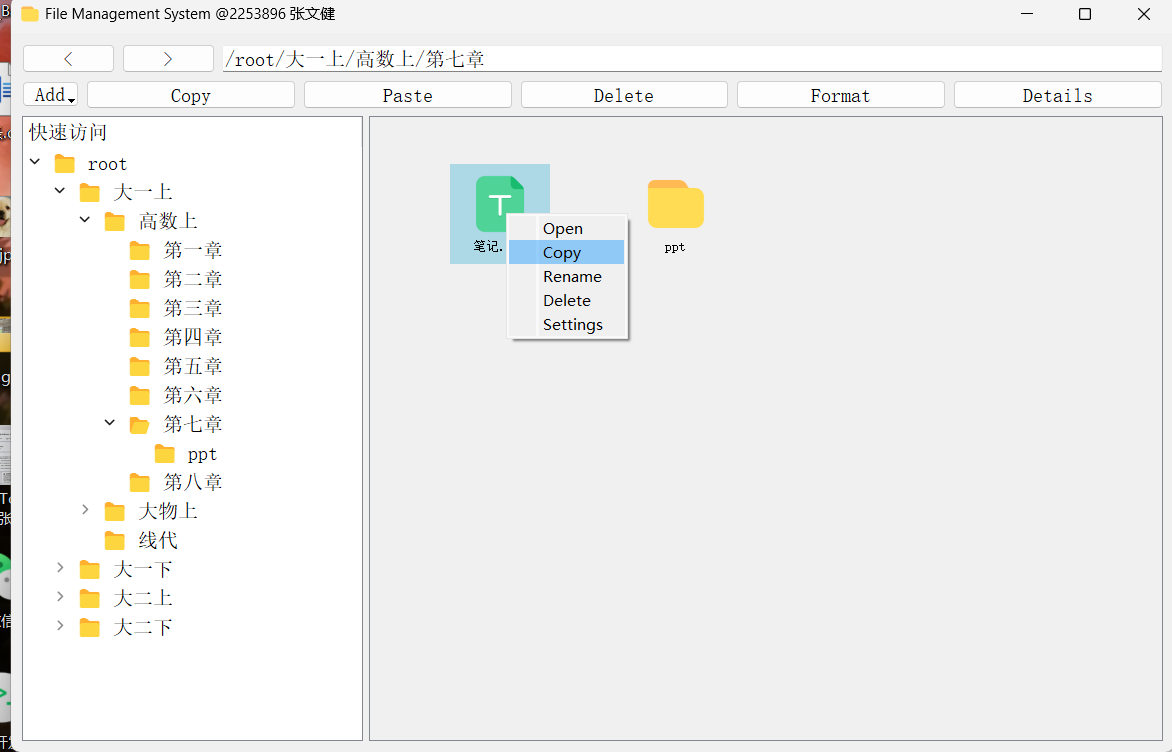 File Management System @2253896 张文健
/root/大一上/高数上/第七章
Add Copy Paste Delete Format Details
快速访问
root
大一上
高数上
第一章
第二章
第三章
第四章
第五章
第六章
第七章
ppt
第八章
大物上
线代
大一下
大二上
大二下
笔记.
ppt
Open
Copy
Rename
Delete
Settings